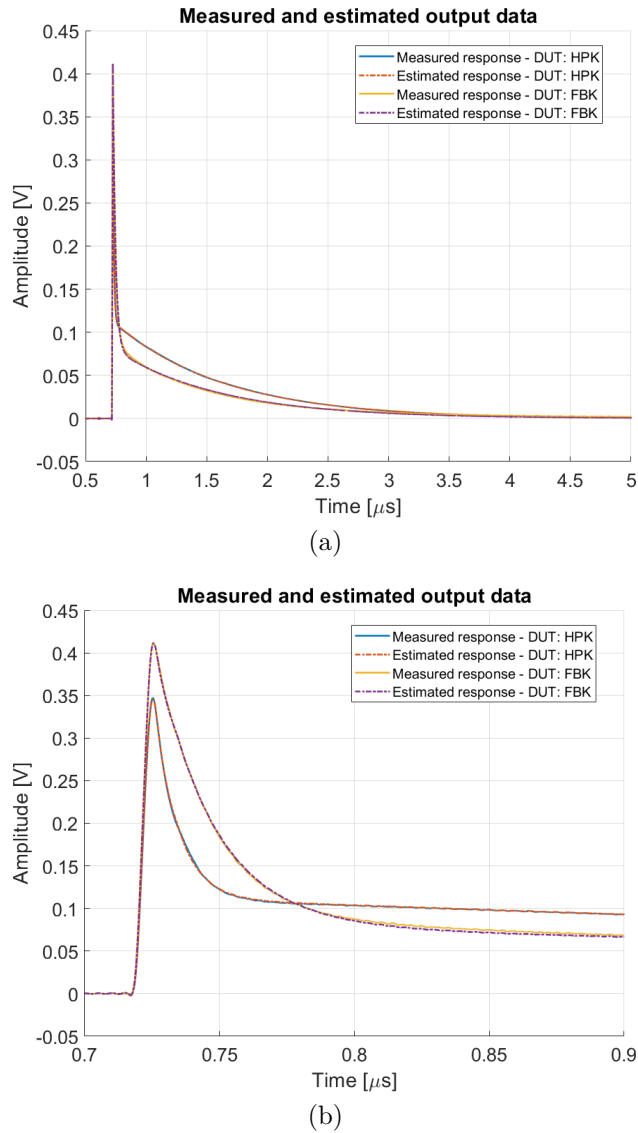 Measured and estimated output data
Measured response - DUT: HPK
Estimated response - DUT: HPK
Measured response - DUT: FBK
Estimated response - DUT: FBK
Amplitude [V]
0.45
0.4
0.35
0.3
0.25
0.2
0.15
0.1
0.05
0
-0.05
0.5 1 1.5 2 2.5 3 3.5 4 4.5 5
Time [μs]
(a)
Measured and estimated output data
Measured response - DUT: HPK
Estimated response - DUT: HPK
Measured response - DUT: FBK
Estimated response - DUT: FBK
Amplitude [V]
0.45
0.4
0.35
0.3
0.25
0.2
0.15
0.1
0.05
0
-0.05
0.7 0.75 0.8 0.85 0.9
Time [μs]
(b)